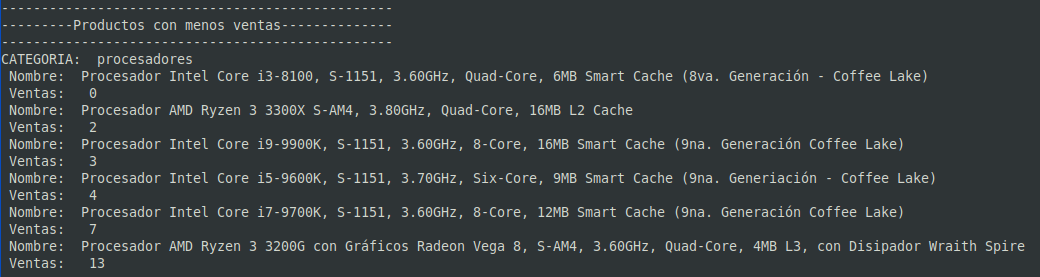 -------------------------------------------------
---------Productos con menos ventas--------------
-------------------------------------------------
CATEGORIA:  procesadores
 Nombre:  Procesador Intel Core i3-8100, S-1151, 3.60GHz, Quad-Core, 6MB Smart Cache (8va. Generación - Coffee Lake)
 Ventas:   0
 Nombre:  Procesador AMD Ryzen 3 3300X S-AM4, 3.80GHz, Quad-Core, 16MB L2 Cache
 Ventas:   2
 Nombre:  Procesador Intel Core i9-9900K, S-1151, 3.60GHz, 8-Core, 16MB Smart Cache (9na. Generación Coffee Lake)
 Ventas:   3
 Nombre:  Procesador Intel Core i5-9600K, S-1151, 3.70GHz, Six-Core, 9MB Smart Cache (9na. Generiación - Coffee Lake)
 Ventas:   4
 Nombre:  Procesador Intel Core i7-9700K, S-1151, 3.60GHz, 8-Core, 12MB Smart Cache (9na. Generación Coffee Lake)
 Ventas:   7
 Nombre:  Procesador AMD Ryzen 3 3200G con Gráficos Radeon Vega 8, S-AM4, 3.60GHz, Quad-Core, 4MB L3, con Disipador Wraith Spire
 Ventas:   13